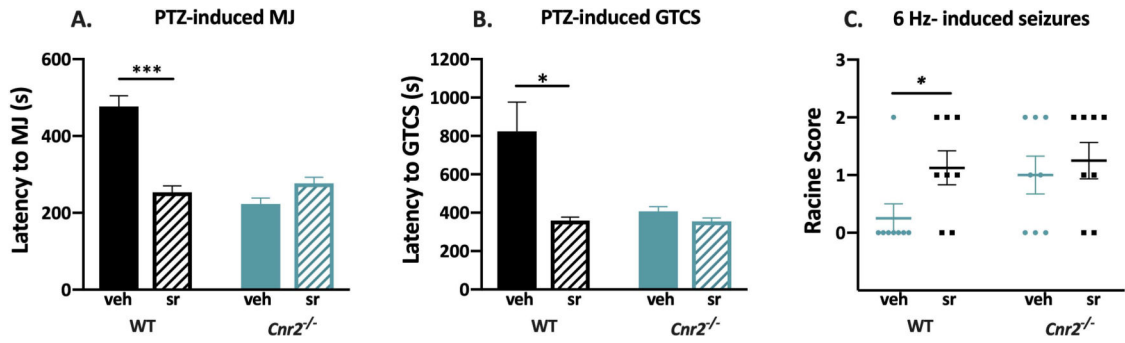 A. PTZ-induced MJ
Latency to MJ (s)
600
400
200
0
***
veh sr veh sr
WT Cnr2-/-
B. PTZ-induced GTCS
Latency to GTCS (s)
1200
1000
800
600
400
200
0
*
veh sr veh sr
WT Cnr2-/-
C. 6 Hz- induced seizures
Racine Score
3
2
1
0
*
veh sr veh sr
WT Cnr2-/-